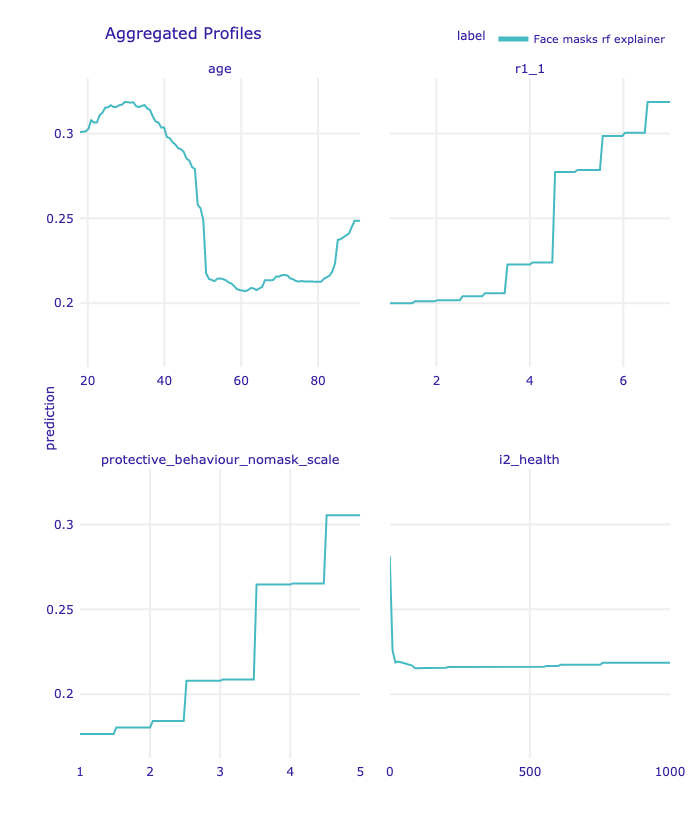 Aggregated Profiles
label Face masks rf explainer
age
r1_1
0.3
0.25
0.2
20 40 60 80
2 4 6
prediction
protective_behaviour_nomask_scale
i2_health
0.3
0.25
0.2
1 2 3 4 5
0 500 1000